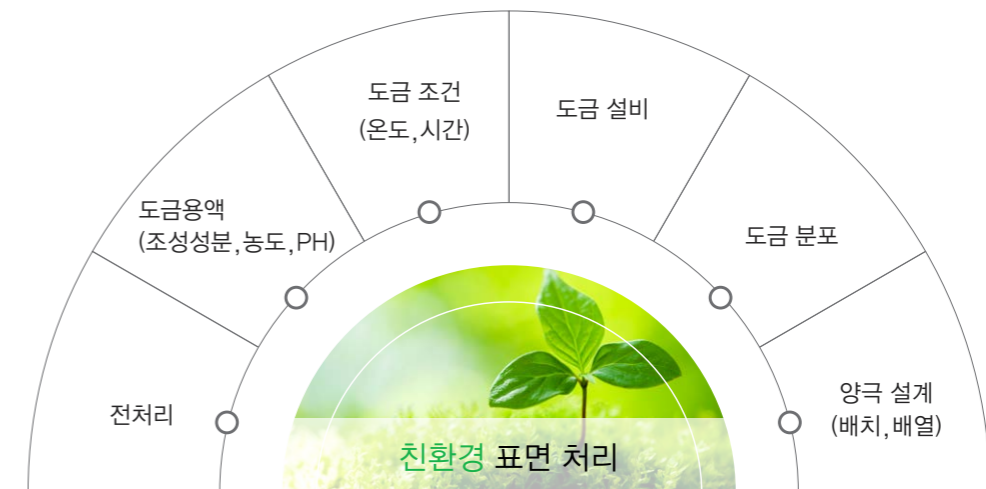 도금 조건
(온도,시간)
도금 설비
도금용액
(조성성분,농도,PH)
도금 분포
전처리
양극 설계
(배치,배열)
친환경 표면 처리